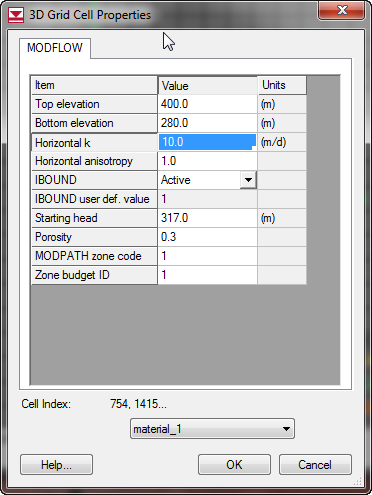 3D Grid Cell Properties
MODFLOW
Item Value Units
Top elevation 400.0 (m)
Bottom elevation 280.0 (m)
Horizontal k 10.0 (m/d)
Horizontal anisotropy 1.0
IBOUND Active
IBOUND user def. value 1
Starting head 317.0 (m)
Porosity 0.3
MODPATH zone code 1
Zone budget ID 1
Cell Index: 754, 1415...
material_1
Help... OK Cancel